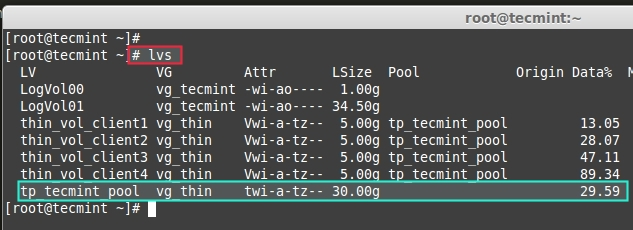 root@tecmint:~
[root@tecmint ~]#
[root@tecmint ~]# lvs
LV VG Attr LSize Pool Origin Data% M
LogVol00 vg_tecmint -wi-ao---- 1.00g
LogVol01 vg_tecmint -wi-ao---- 34.50g
thin_vol_client1 vg_thin Vwi-a-tz-- 5.00g tp_tecmint_pool 13.05
thin_vol_client2 vg_thin Vwi-a-tz-- 5.00g tp_tecmint_pool 28.07
thin_vol_client3 vg_thin Vwi-a-tz-- 5.00g tp_tecmint_pool 47.11
thin_vol_client4 vg_thin Vwi-a-tz-- 5.00g tp_tecmint_pool 89.34
tp_tecmint_pool vg_thin twi-a-tz-- 30.00g 29.59
[root@tecmint ~]#